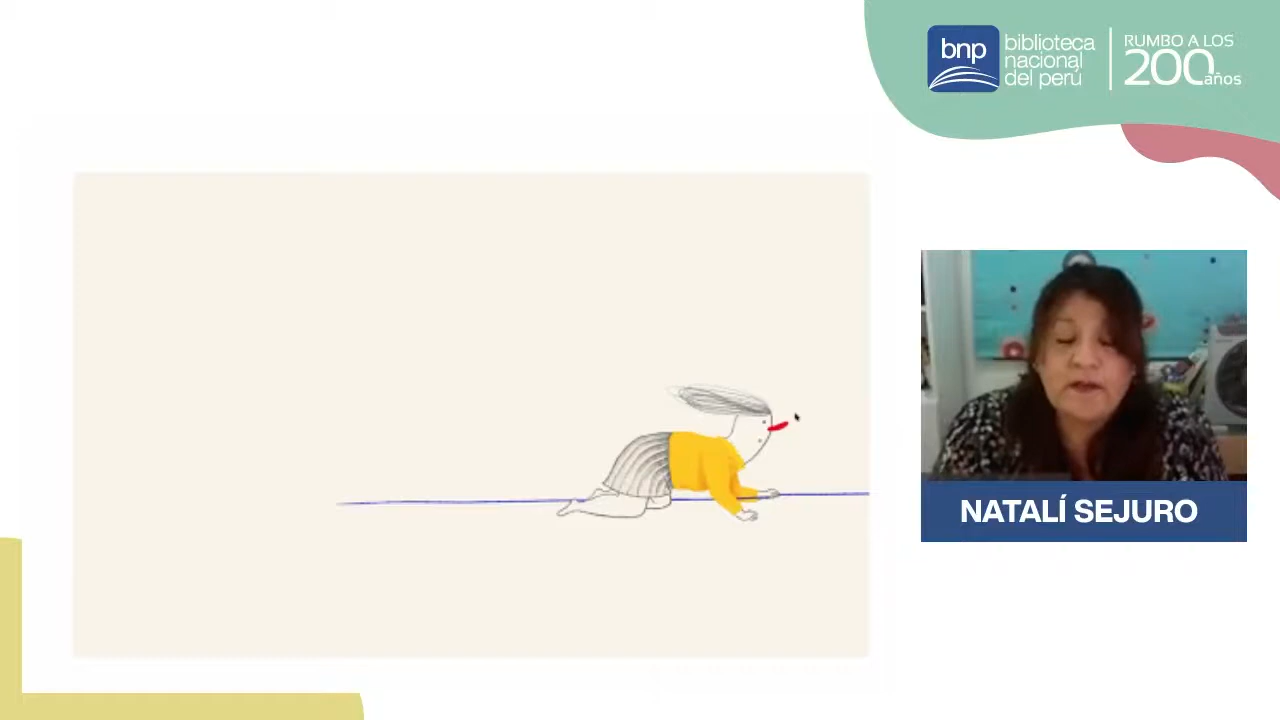 bnp
biblioteca
nacional
del perú
RUMBO A LOS
200
años
NATALÍ SEJURO